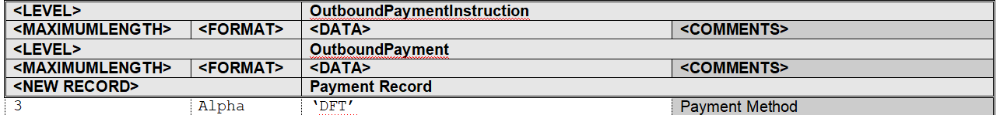 <LEVEL> OutboundPaymentInstruction
<MAXIMUMLENGTH> <FORMAT> <DATA> <COMMENTS>
<LEVEL> OutboundPayment
<MAXIMUMLENGTH> <FORMAT> <DATA> <COMMENTS>
<NEW RECORD> Payment Record
3 Alpha ‘DFT’ Payment Method